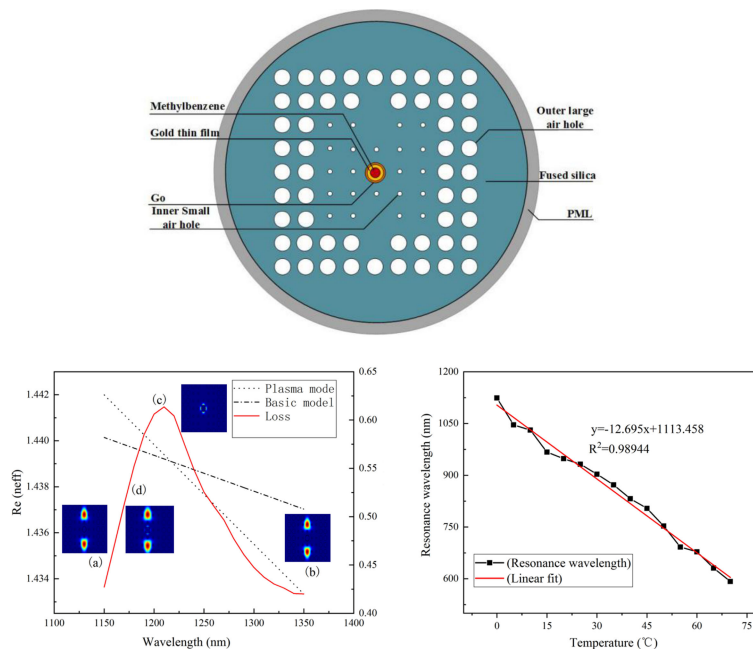 Methylbenzene
Gold thin film
Go
Inner Small
air hole
Outer large
air hole
Fused silica
PML
1.442
1.440
1.438
1.436
1.434
Re (neff)
0.65
0.60
0.55
0.50
0.45
0.40
1100
1150
1200
1250
1300
1350
1400
Wavelength (nm)
Plasma mode
Basic model
Loss
(c)
(d)
(a)
(b)
1200
1050
900
750
600
Resonance wavelength (nm)
y=-12.695x+1113.458
R²=0.98944
(Resonance wavelength)
(Linear fit)
0
15
30
45
60
75
Temperature (℃)